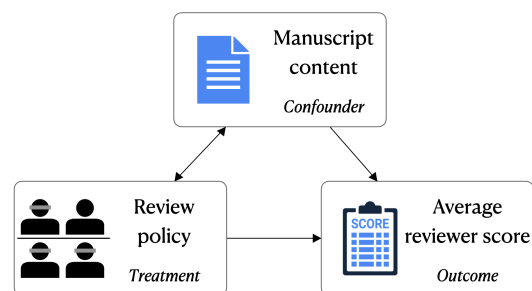 Manuscript
content
Confounder
Review
policy
Treatment
SCORE
Average
reviewer score
Outcome